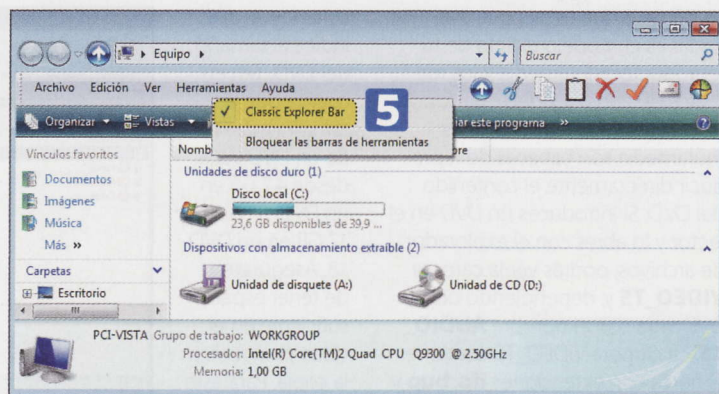 Equipo
Buscar
Archivo Edición Ver Herramientas Ayuda
Classic Explorer Bar
5
Organizar Vistas
iar este programa »
Bloquear las barras de herramientas
Vínculos favoritos
Documentos
Imágenes
Música
Más »
Carpetas
Escritorio
Nomb
Unidades de disco duro (1)
Disco local (C:)
23,6 GB disponibles de 39,9 ...
Dispositivos con almacenamiento extraíble (2)
Unidad de disquete (A:)
Unidad de CD (D:)
PCI-VISTA Grupo de trabajo: WORKGROUP
Procesador: Intel(R) Core(TM)2 Quad CPU Q9300 @ 2.50GHz
Memoria: 1,00 GB